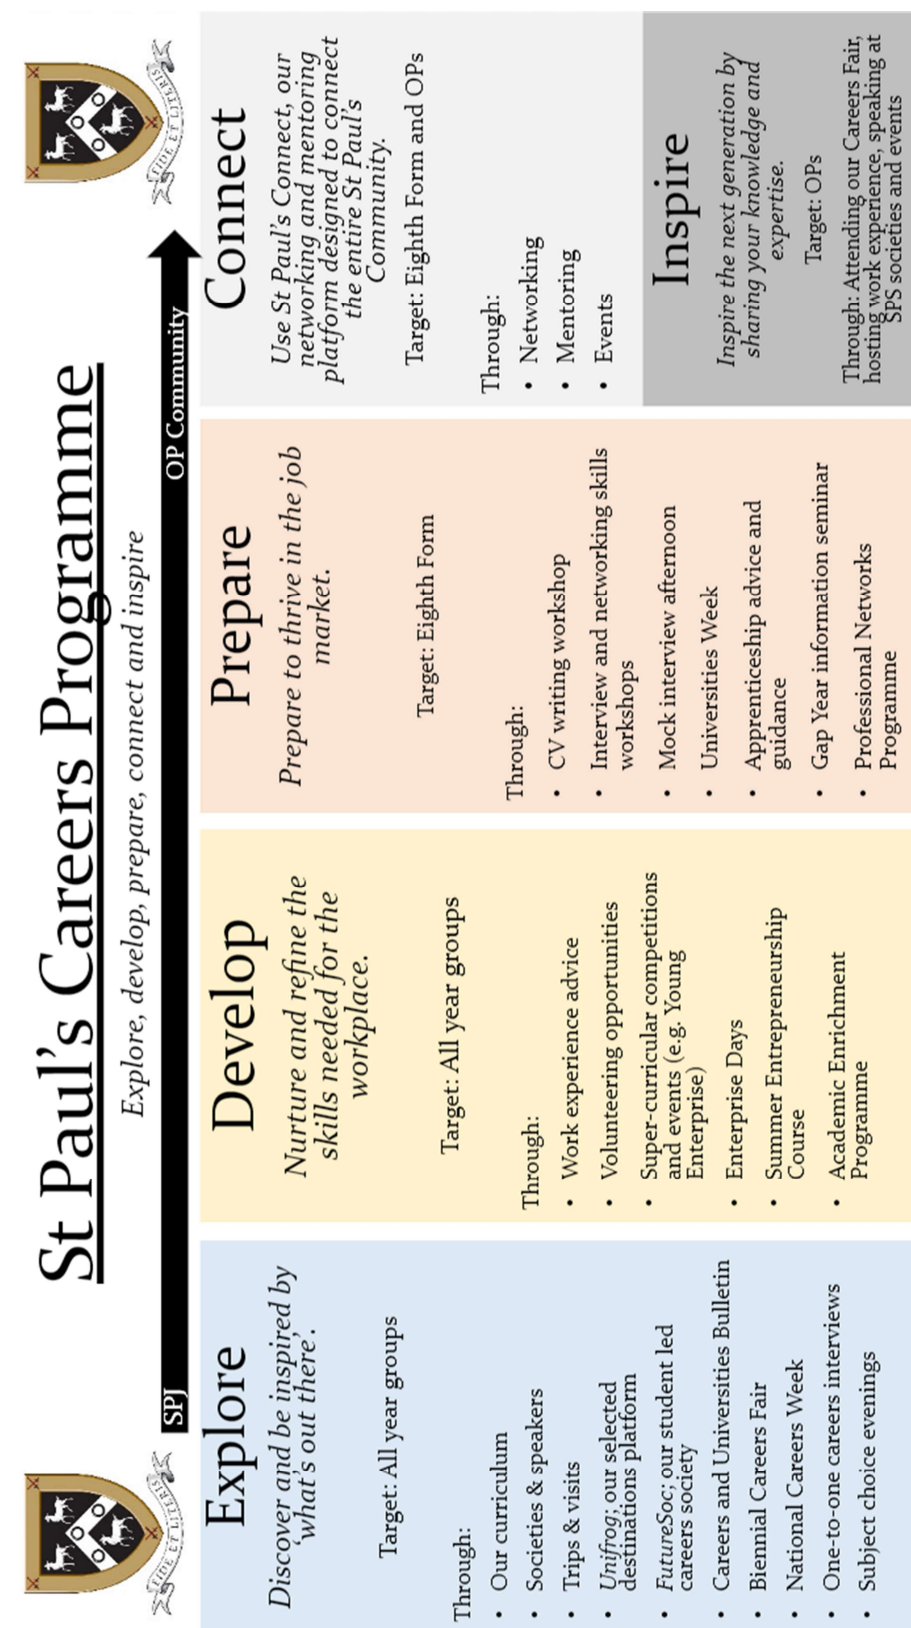 St Paul's Careers Programme
Explore, develop, prepare, connect and inspire
FIDE ET LITERIS
FIDE ET LITERIS
SPJ
OP Community
Explore
Discover and be inspired by
‘what's out there’.
Target: All year groups
Through:
• Our curriculum
• Societies & speakers
• Trips & visits
• Unifrog; our selected
destinations platform
• FutureSoc; our student led
careers society
• Careers and Universities Bulletin
• Biennial Careers Fair
• National Careers Week
• One-to-one careers interviews
• Subject choice evenings
Develop
Nurture and refine the
skills needed for the
workplace.
Target: All year groups
Through:
• Work experience advice
• Volunteering opportunities
• Super-curricular competitions
and events (e.g. Young
Enterprise)
• Enterprise Days
• Summer Entrepreneurship
Course
• Academic Enrichment
Programme
Prepare
Prepare to thrive in the job
market.
Target: Eighth Form
Through:
• CV writing workshop
• Interview and networking skills
workshops
• Mock interview afternoon
• Universities Week
• Apprenticeship advice and
guidance
• Gap Year information seminar
• Professional Networks
Programme
Connect
Use St Paul's Connect, our
networking and mentoring
platform designed to connect
the entire St Paul's
Community.
Target: Eighth Form and OPs
Through:
• Networking
• Mentoring
• Events
Inspire
Inspire the next generation by
sharing your knowledge and
expertise.
Target: OPs
Through: Attending our Careers Fair,
hosting work experience, speaking at
SPS societies and events